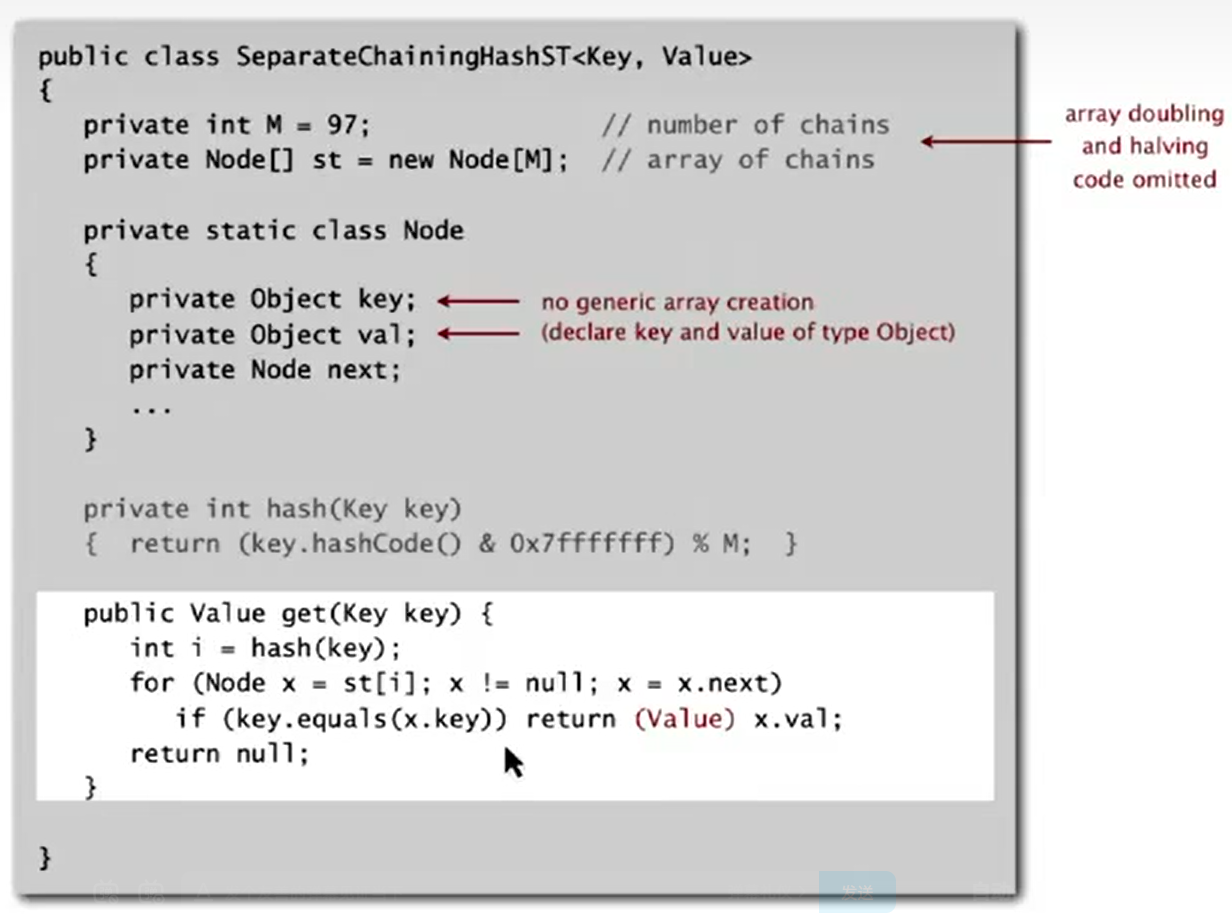 public class SeparateChainingHashST<Key, Value>
{
private int M = 97; // number of chains
private Node[] st = new Node[M]; // array of chains
array doubling
and halving
code omitted
private static class Node
{
private Object key;
no generic array creation
private Object val;
(declare key and value of type Object)
private Node next;
...
}
private int hash(Key key)
{ return (key.hashCode() & 0x7fffffff) % M; }
public Value get(Key key) {
int i = hash(key);
for (Node x = st[i]; x != null; x = x.next)
if (key.equals(x.key)) return (Value) x.val;
return null;
}
}
发送